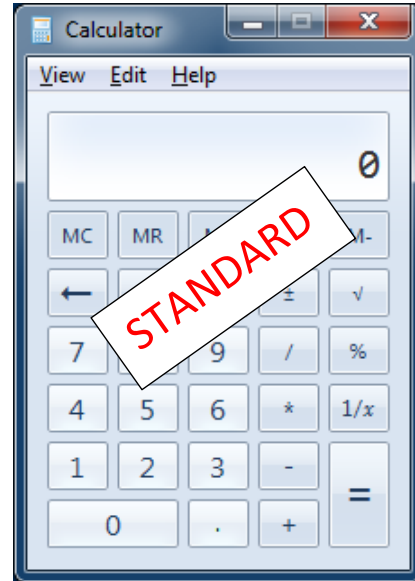 Calculator
View Edit Help
0
MC MR M-
← ± √
7 9 / %
4 5 6 * 1/x
1 2 3 - =
0 . +
STANDARD